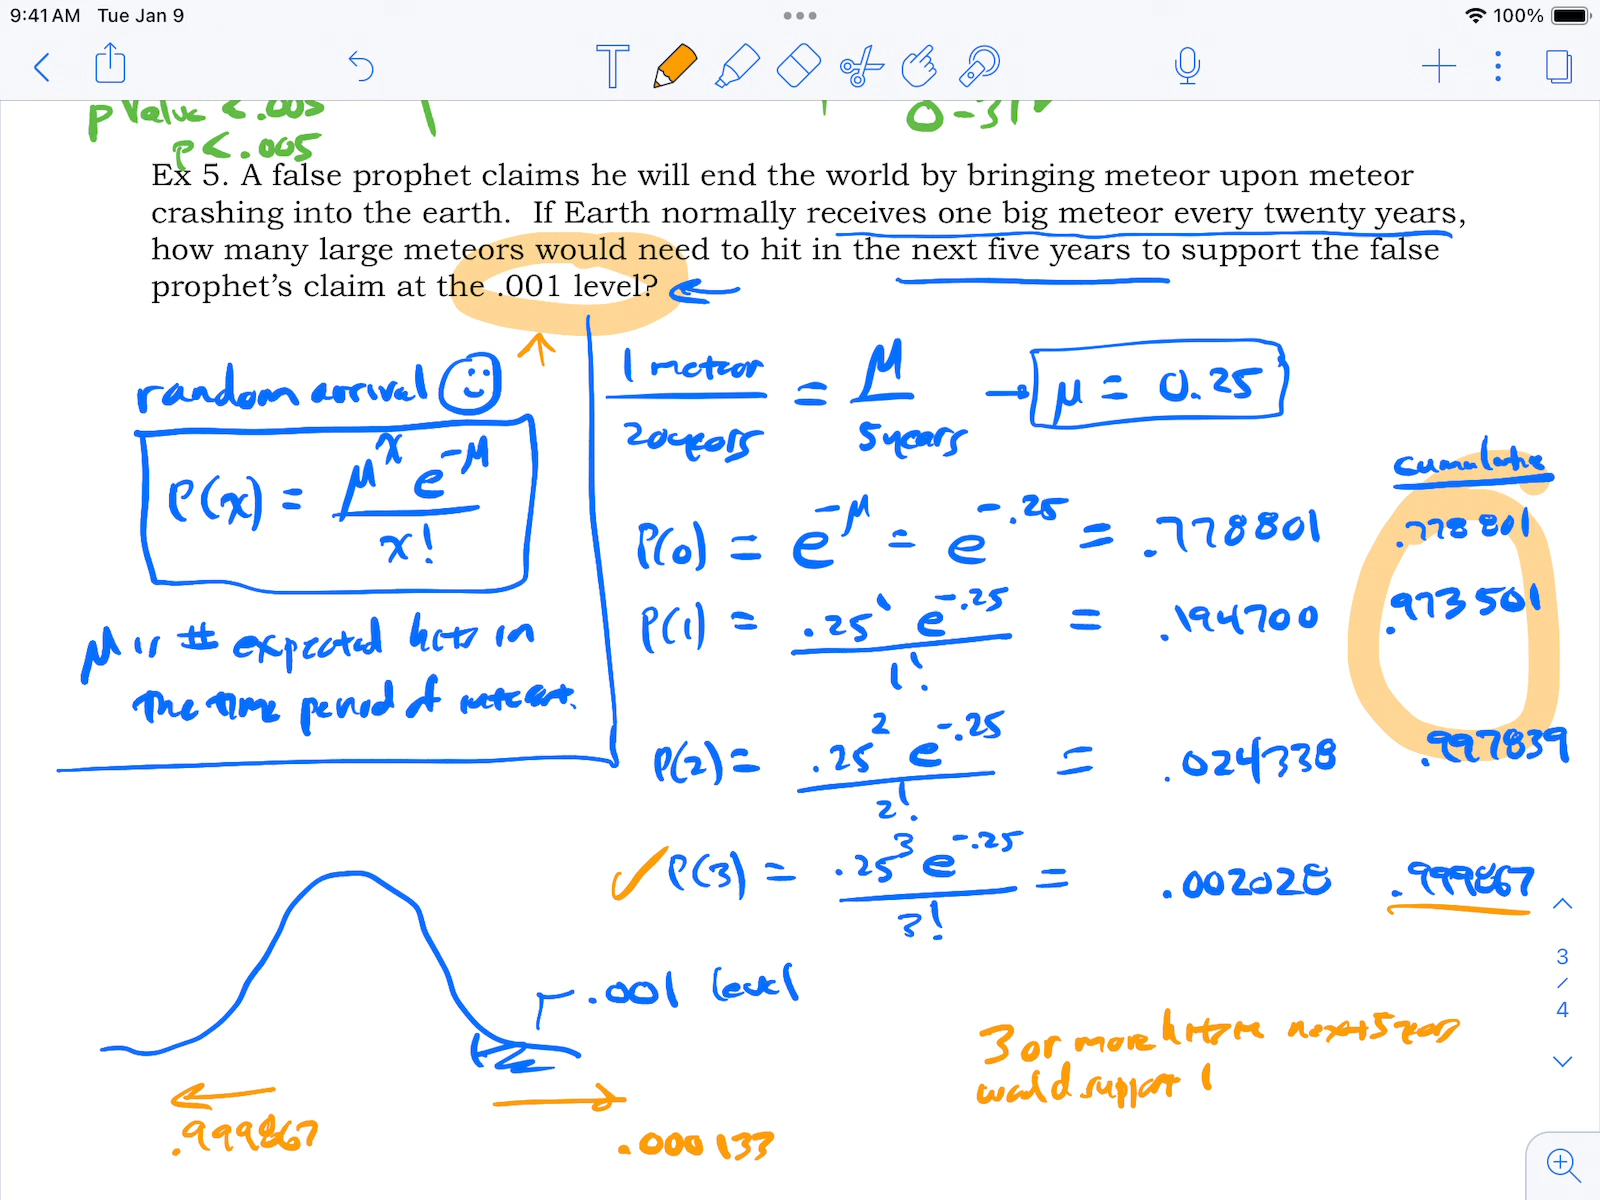 9:41 AM Tue Jan 9
100%
p value < .005
p < .005
0-31
Ex 5. A false prophet claims he will end the world by bringing meteor upon meteor
crashing into the earth. If Earth normally receives one big meteor every twenty years,
how many large meteors would need to hit in the next five years to support the false
prophet's claim at the .001 level?
random arrival
P(x) = μ^x e^-μ / x!
μ is # expected hits in
the time period of interest.
1 meteor / 20 years = μ / 5 years → μ = 0.25
cumulative
P(0) = e^-μ = e^-.25 = .778801 .778801
P(1) = .25^1 e^-.25 / 1! = .194700 .973501
P(2) = .25^2 e^-.25 / 2! = .024338 .997839
P(3) = .25^3 e^-.25 / 3! = .002028 .999867
.001 level
.999867
.000133
3 or more hits in next 5 years
would support
3 / 4